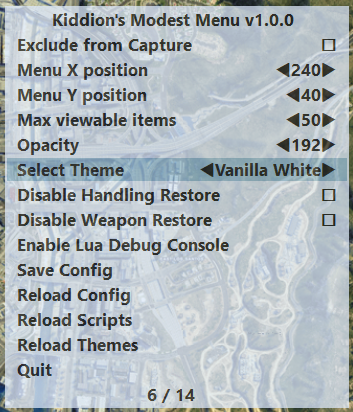 Kiddion's Modest Menu v1.0.0
Exclude from Capture ☐
Menu X position ◀240▶
Menu Y position ◀40▶
Max viewable items ◀50▶
Opacity ◀192▶
Select Theme ◀Vanilla White▶
Disable Handling Restore ☐
Disable Weapon Restore ☐
Enable Lua Debug Console
Save Config
Reload Config
Reload Scripts
Reload Themes
Quit
6 / 14